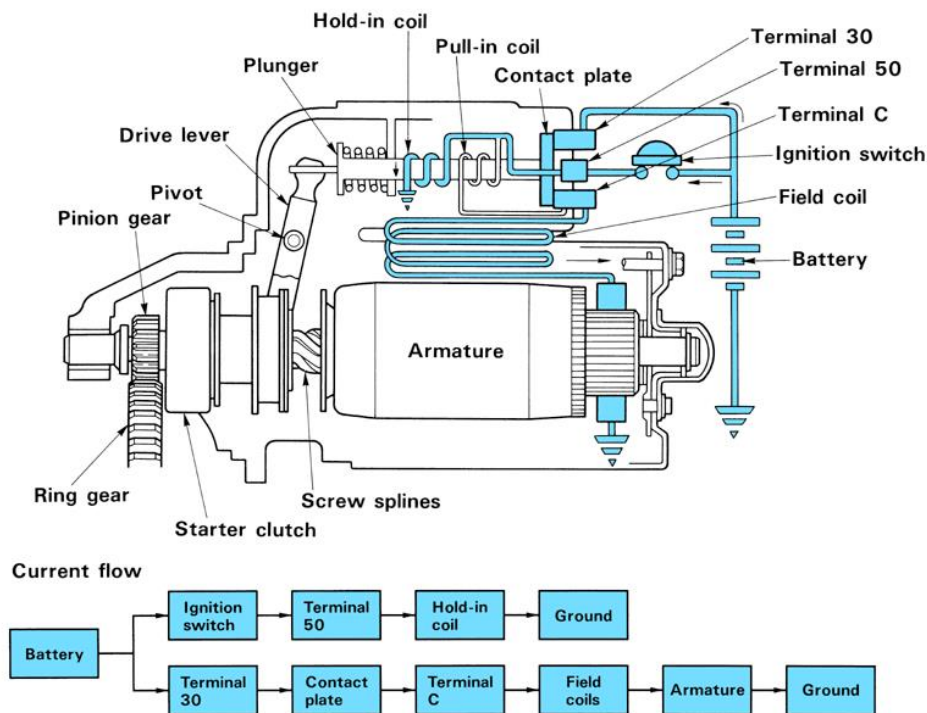 Hold-in coil
Pull-in coil
Terminal 30
Plunger
Contact plate
Terminal 50
Terminal C
Drive lever
Ignition switch
Pivot
Pinion gear
Field coil
Battery
Armature
Ring gear
Screw splines
Starter clutch
Current flow
Battery
Ignition
switch
Terminal
50
Hold-in
coil
Ground
Terminal
30
Contact
plate
Terminal
C
Field
coils
Armature
Ground